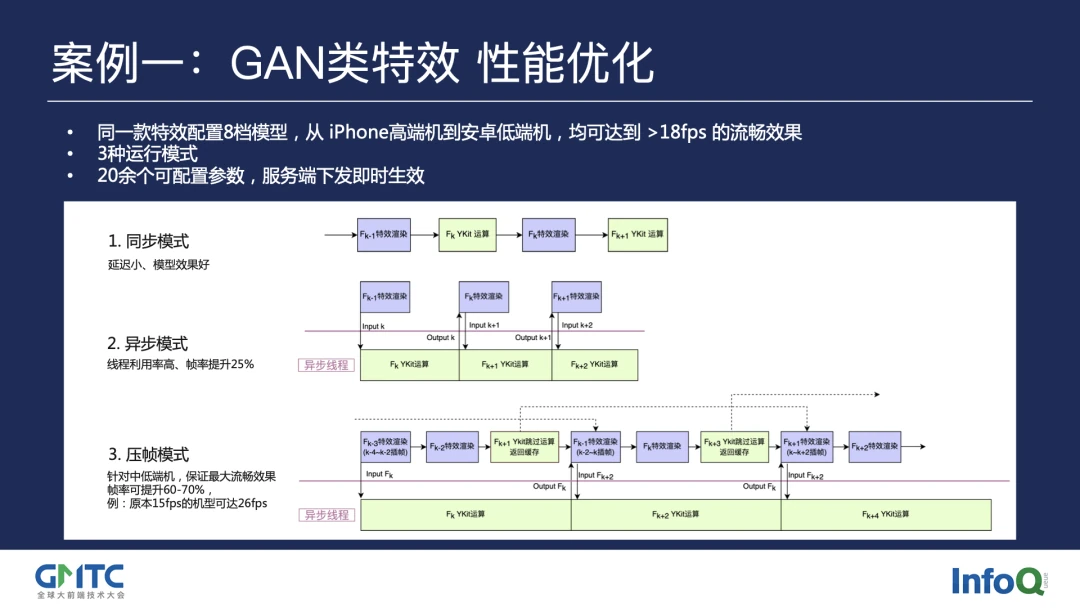 案例一：GAN类特效 性能优化
• 同一款特效配置8档模型，从 iPhone高端机到安卓低端机，均可达到 >18fps 的流畅效果
• 3种运行模式
• 20余个可配置参数，服务端下发即时生效
1. 同步模式
延迟小、模型效果好
Fk-1特效渲染
Fk YKit 运算
Fk特效渲染
Fk+1 YKit 运算
2. 异步模式
线程利用率高、帧率提升25%
Fk-1特效渲染
Fk特效渲染
Fk+1特效渲染
Input k
Output k
Input k+1
Output k+1
Input k+2
异步线程
Fk YKit运算
Fk+1 YKit运算
Fk+2 YKit运算
3. 压帧模式
针对中低端机，保证最大流畅效果
帧率可提升60-70%，
例：原本15fps的机型可达26fps
Fk-3特效渲染
(k-4~k-2插帧)
Fk-2特效渲染
Fk+1 Ykit跳过运算
返回缓存
Fk-1特效渲染
(k-2~k插帧)
Fk特效渲染
Fk+3 YKit跳过运算
返回缓存
Fk+1特效渲染
(k~k+2插帧)
Fk+2特效渲染
Input Fk
Output Fk
Input Fk+2
Output Fk
Input Fk+2
异步线程
Fk YKit运算
Fk+2 YKit运算
Fk+4 YKit运算
GMTC
全球大前端技术大会
InfoQ